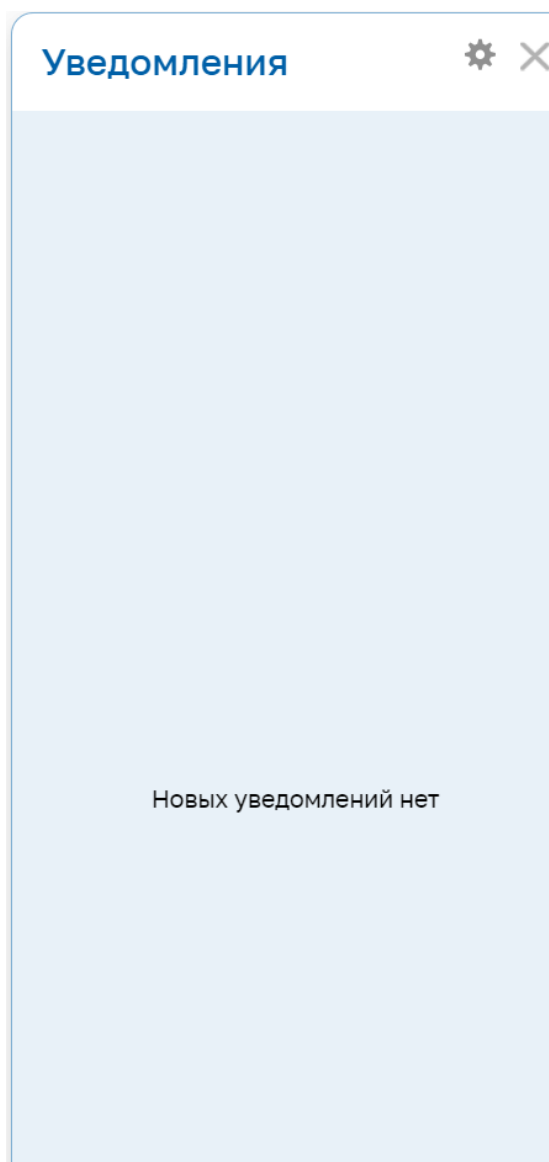 Уведомления
Новых уведомлений нет